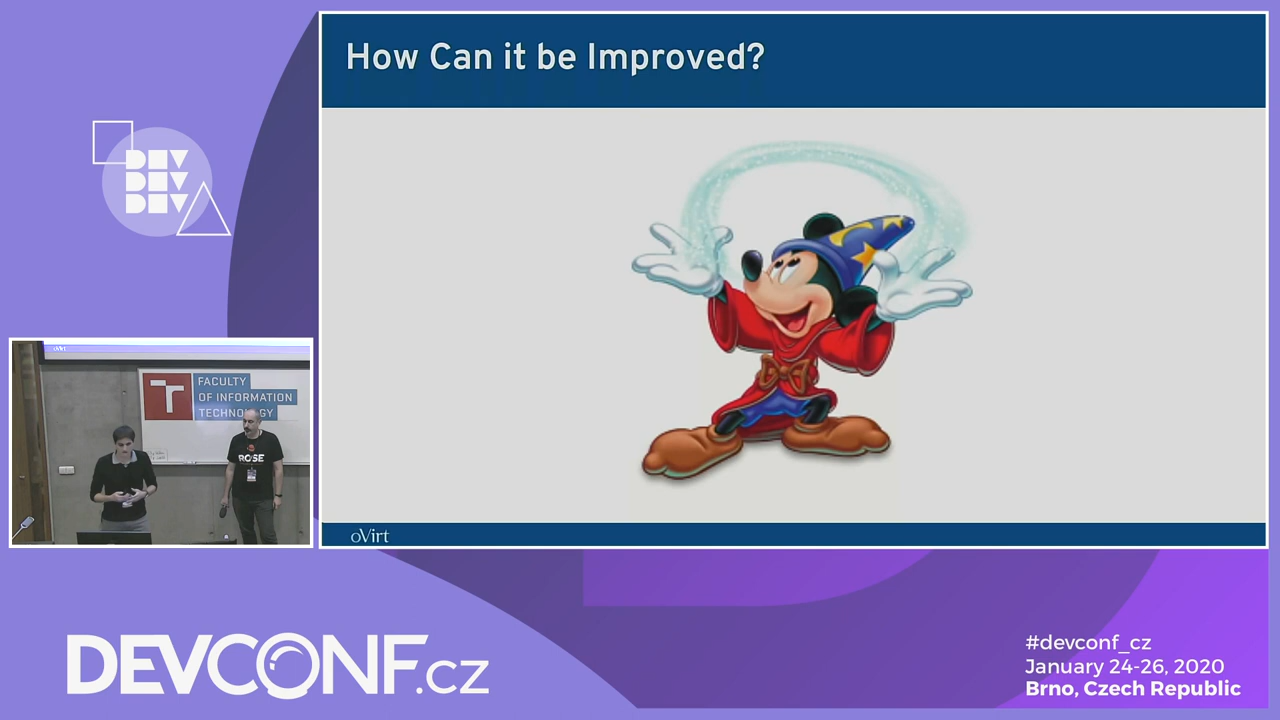 How Can it be Improved?
DEV
DEV
DEV
oVirt
FACULTY
OF INFORMATION
TECHNOLOGY
ROSE
oVirt
DEVCONF.cz
#devconf_cz
January 24-26, 2020
Brno, Czech Republic